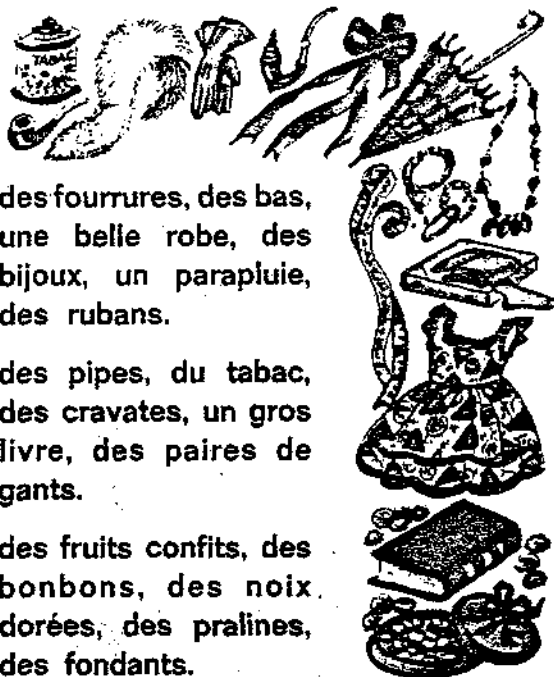 TABAC
des fourrures, des bas,
une belle robe, des
bijoux, un parapluie,
des rubans.
des pipes, du tabac,
des cravates, un gros
livre, des paires de
gants.
des fruits confits, des
bonbons, des noix
dorées, des pralines,
des fondants.